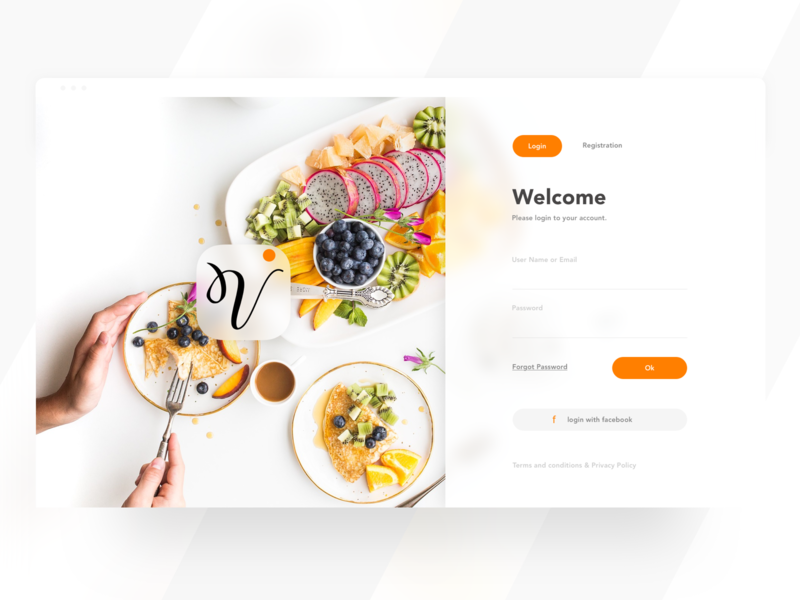 Login
Registration
Welcome
Please login to your account.
User Name or Email
Password
Forgot Password
Ok
f login with facebook
Terms and conditions & Privacy Policy
V